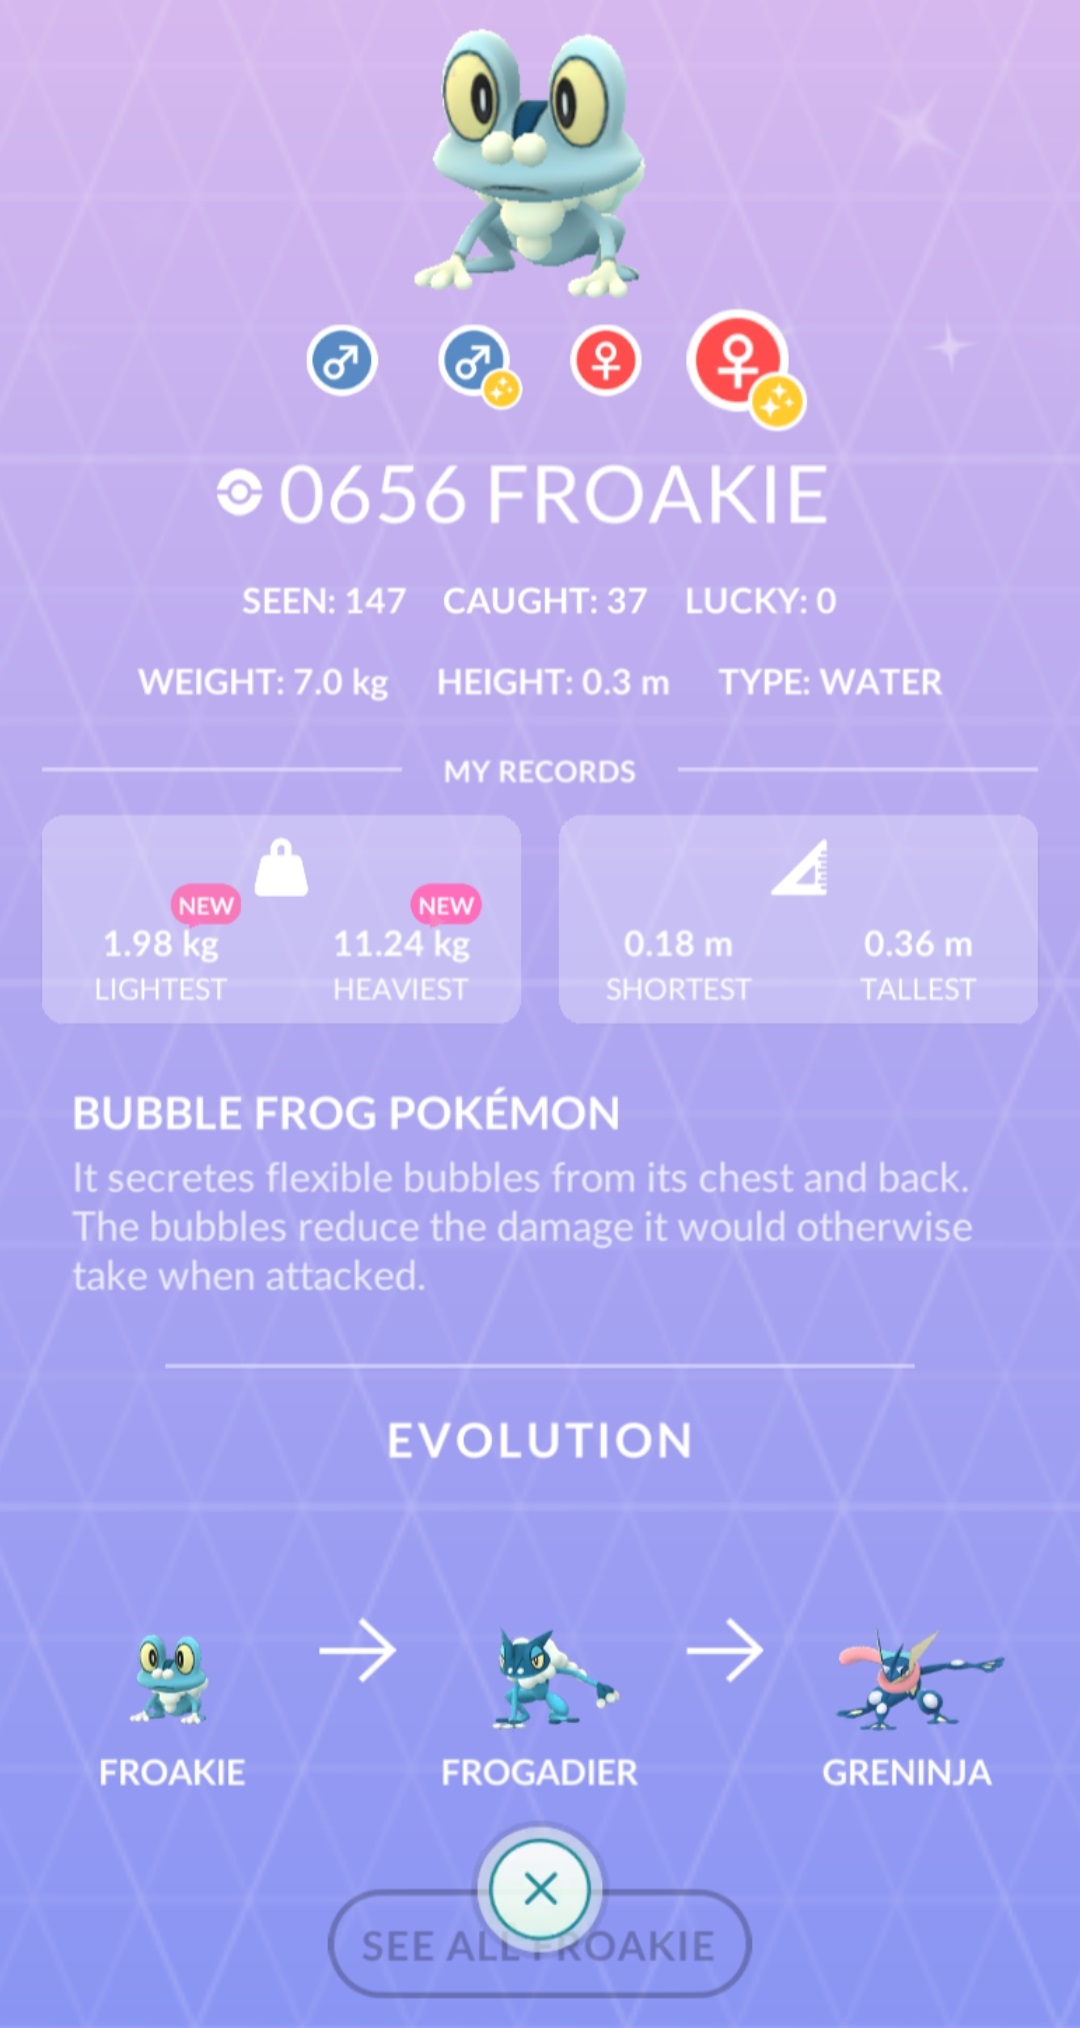 0656 FROAKIE
SEEN: 147 CAUGHT: 37 LUCKY: 0
WEIGHT: 7.0 kg HEIGHT: 0.3 m TYPE: WATER
MY RECORDS
NEW NEW
1.98 kg 11.24 kg 0.18 m 0.36 m
LIGHTEST HEAVIEST SHORTEST TALLEST
BUBBLE FROG POKÉMON
It secretes flexible bubbles from its chest and back.
The bubbles reduce the damage it would otherwise
take when attacked.
EVOLUTION
FROAKIE FROGADIER GRENINJA
SEE ALL FROAKIE